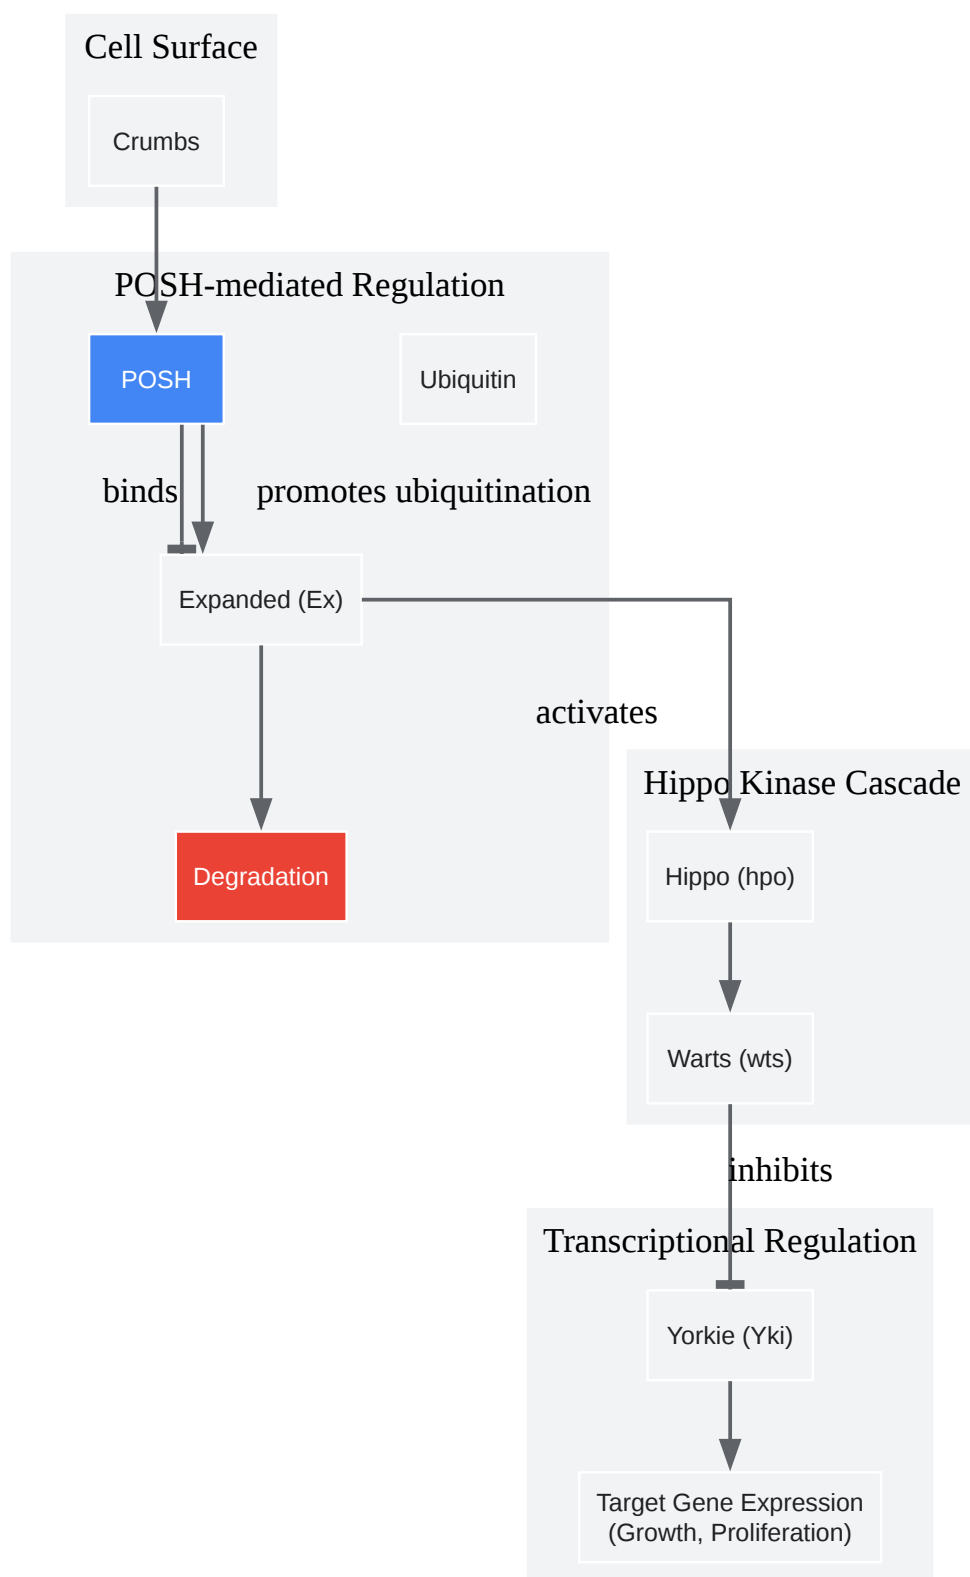 Cell Surface
Crumbs
POSH-mediated Regulation
POSH
Ubiquitin
binds
promotes ubiquitination
Expanded (Ex)
activates
Degradation
Hippo Kinase Cascade
Hippo (hpo)
Warts (wts)
inhibits
Transcriptional Regulation
Yorkie (Yki)
Target Gene Expression
(Growth, Proliferation)